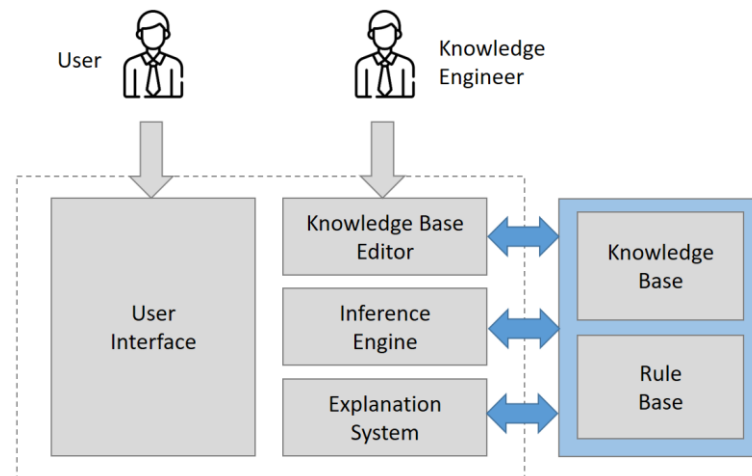 User
Knowledge
Engineer
User
Interface
Knowledge Base
Editor
Inference
Engine
Explanation
System
Knowledge
Base
Rule
Base